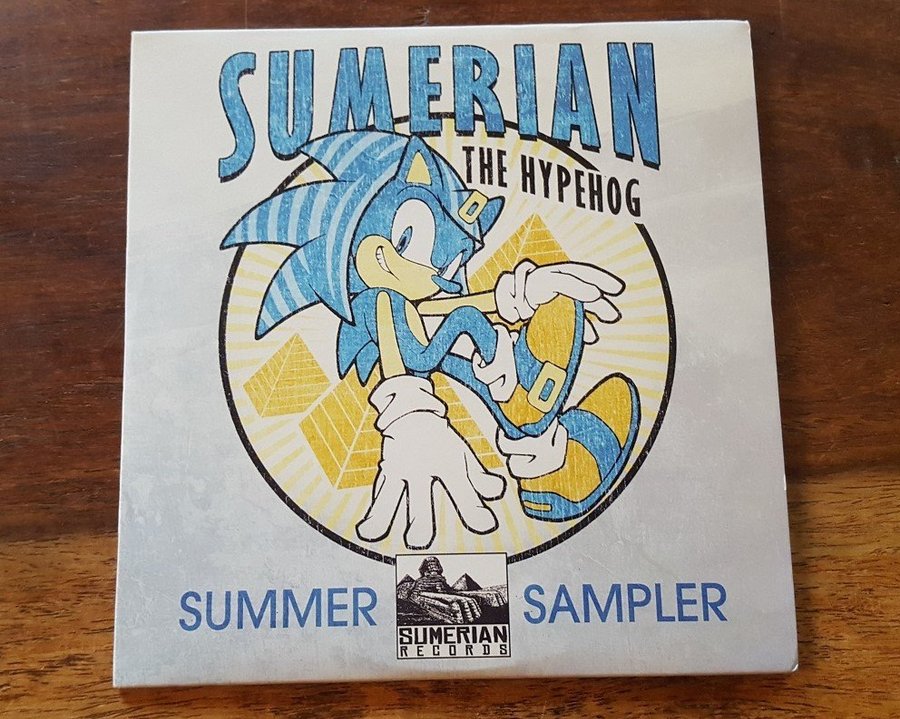 SUMERIAN
THE HYPEHOG
SUMMER SAMPLER
SUMERIAN
RECORDS